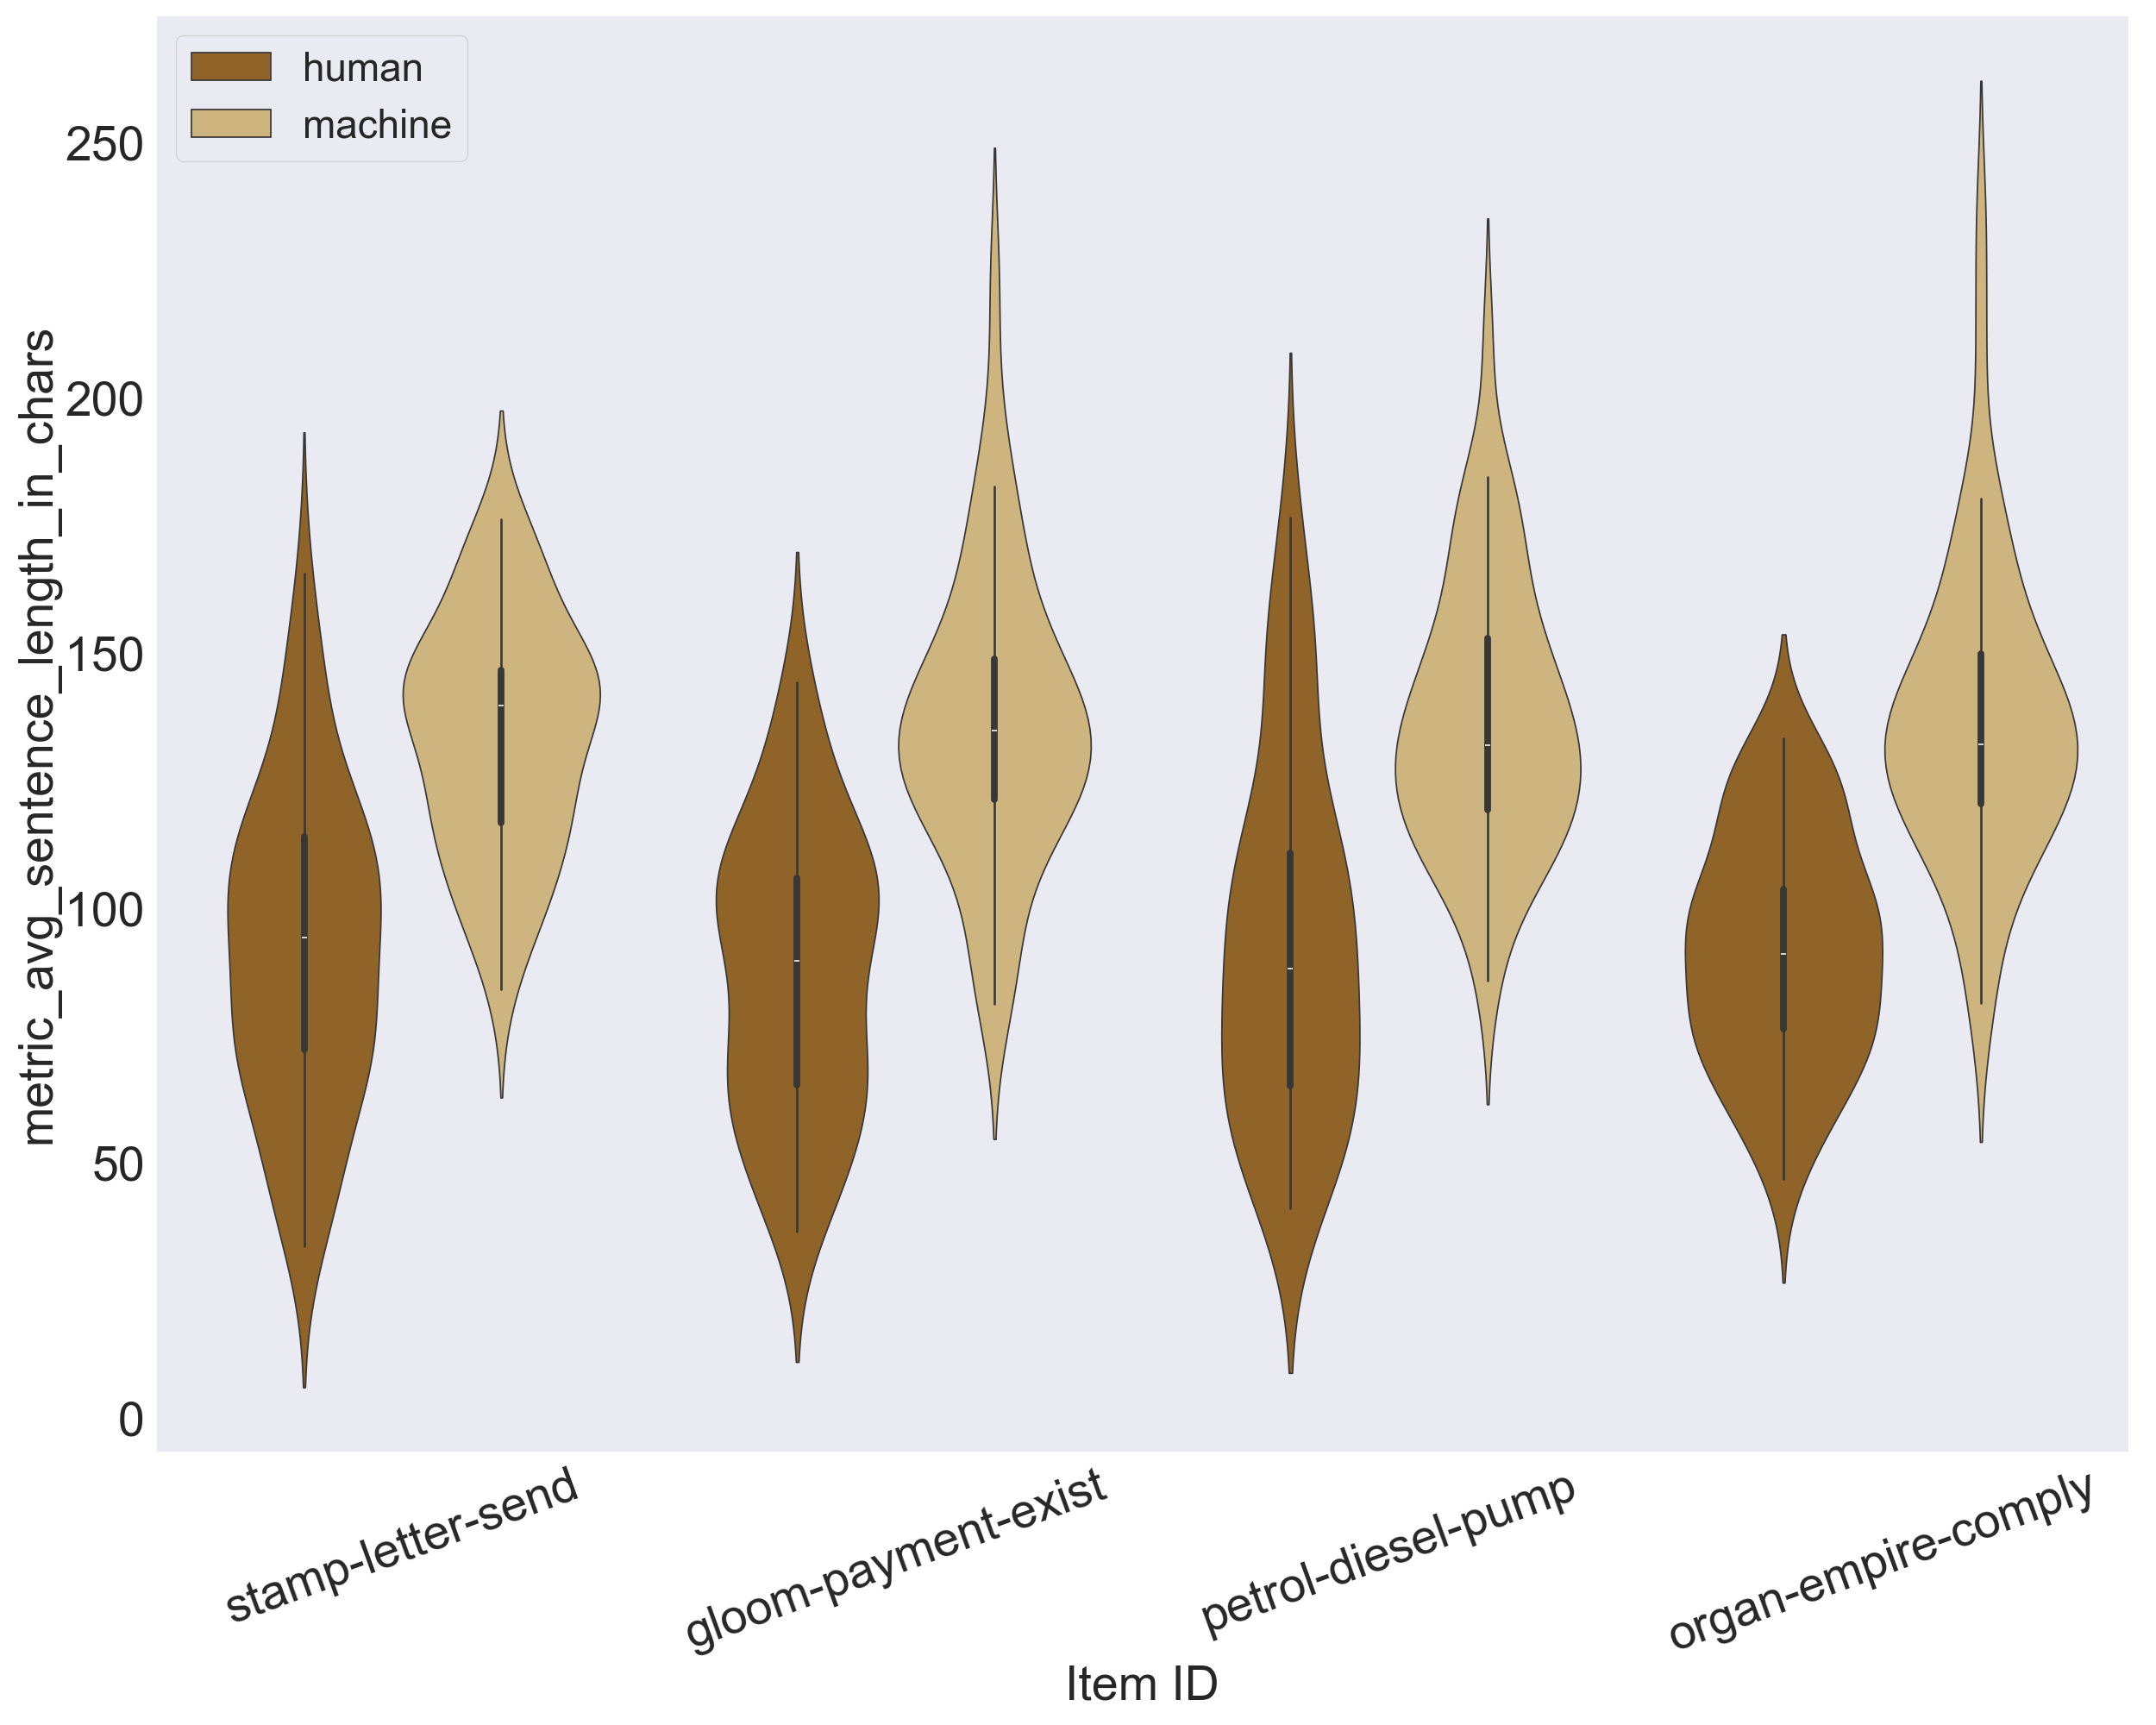 human
machine
metric_avg_sentence_length_in_chars
250
200
150
100
50
0
stamp-letter-send
gloom-payment-exist
petrol-diesel-pump
organ-empire-comply
Item ID